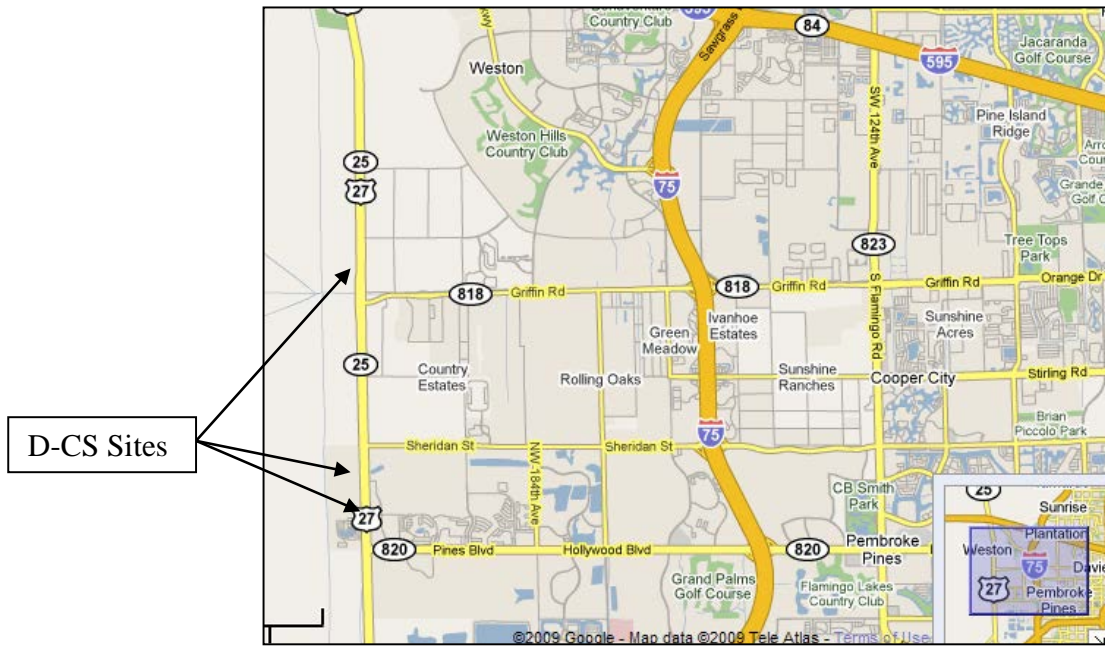 595
Country Club
84
Sawgrass
Jacaranda
Golf Course
595
Weston
SW 124th Ave
Pine Island
Ridge
Weston Hills
Country Club
25
27
75
Grande
823
Tree Tops
Park
818
Griffin Rd
818
Griffin Rd
Griffin Rd
Orange Dr
Green
Meadow
Ivanhoe
Estates
S Flamingo Rd
Sunshine
Acres
25
Country
Estates
Rolling Oaks
Sunshine
Ranches
Cooper City
Stirling Rd
D-CS Sites
75
Brian
Piccolo Park
Sheridan St
Sheridan St
NW 184th Ave
CB Smith
Park
27
820
Pines Blvd
Hollywood Blvd
820
Pembroke
Pines
Grand Palms
Golf Course
Flamingo Lakes
Country Club
25
Sunrise
Plantation
Weston
75
Davie
27
Pembroke
Pines
©2009 Google - Map data ©2009 Tele Atlas - Terms of Use